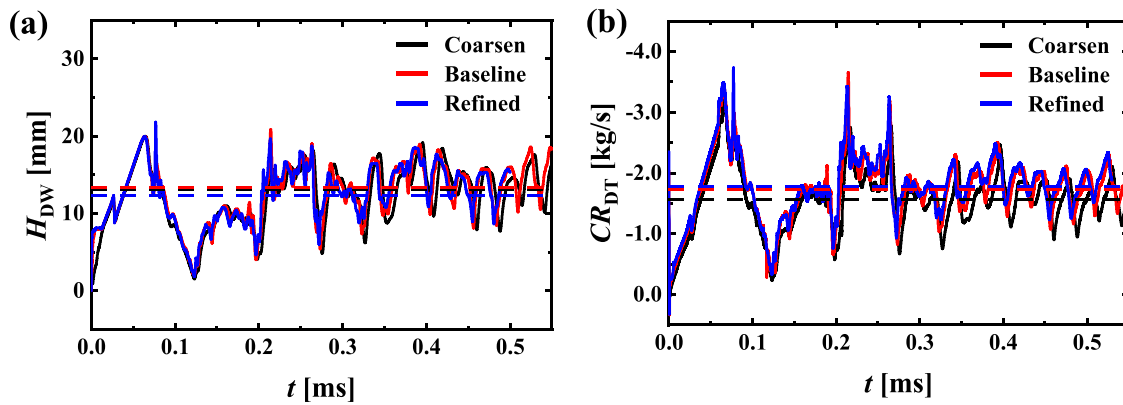 (a)
H_DW [mm]
30
20
10
0
Coarsen
Baseline
Refined
0.0 0.1 0.2 0.3 0.4 0.5
t [ms]
(b)
CR_DT [kg/s]
-4.0
-3.0
-2.0
-1.0
0.0
Coarsen
Baseline
Refined
0.0 0.1 0.2 0.3 0.4 0.5
t [ms]